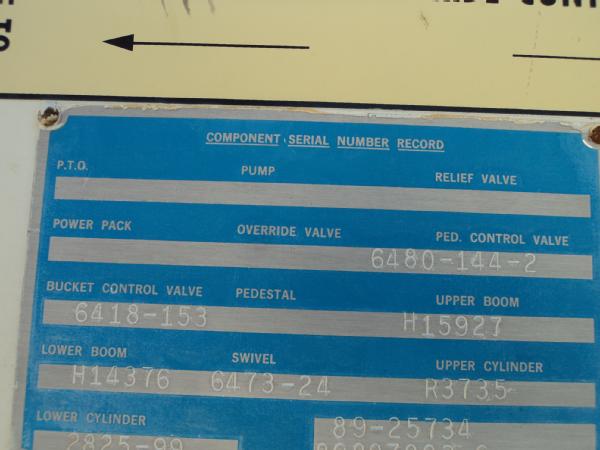 COMPONENT SERIAL NUMBER RECORD
P.T.O. PUMP RELIEF VALVE
POWER PACK OVERRIDE VALVE PED. CONTROL VALVE
6480-144-2
BUCKET CONTROL VALVE PEDESTAL UPPER BOOM
6418-153 H15927
LOWER BOOM SWIVEL UPPER CYLINDER
H14376 6473-24 R3735
LOWER CYLINDER 89-25734
2825-99